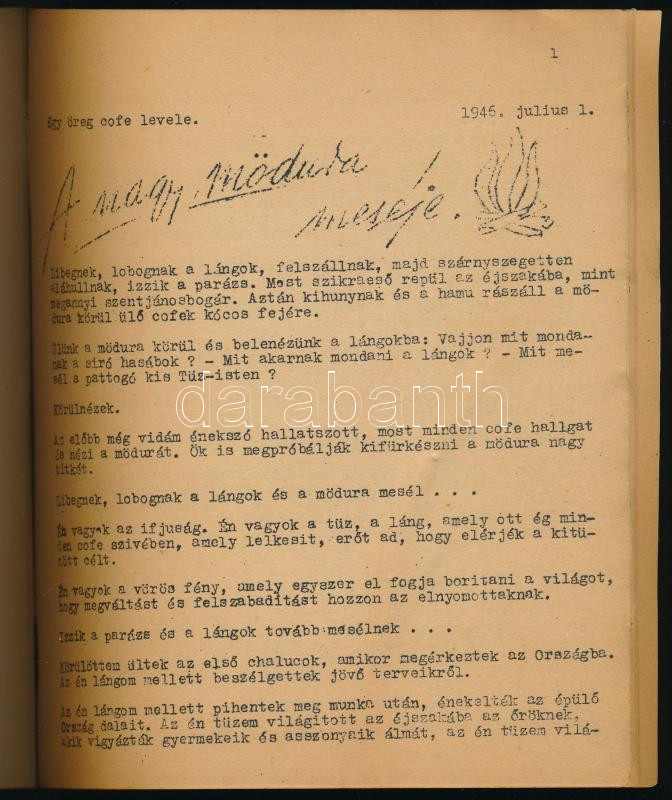 1
Egy öreg cofe levele. 1946. julius 1.
A nagy mödura
meséje.
Libegnek, lobognak a lángok, felszállnak, majd szárnyszegetten
aláhullnak, izzik a parázs. Most szikraeső repül az éjszakába, mint
megannyi szentjánosbogár. Aztán kihunynak és a hamu rászáll a mö-
dura körül ülő cofek kócos fejére.
Ülünk a mödura körül és belenézünk a lángokba: Vajjon mit monda-
nak a siró hasábok ? - Mit akarnak mondani a lángok ? - Mit me-
sél a pattogó kis Tüz-isten ?
Körülnézek.
Az előbb még vidám énekszó hallatszott, most minden cofe hallgat
és nézi a mödurát. Ők is megpróbálják kifürkészni a mödura nagy
titkát.
Libegnek, lobognak a lángok és a mödura mesél . . .
Én vagyok az ifjuság. Én vagyok a tüz, a láng, amely ott ég min-
den cofe szivében, amely lelkesit, erőt ad, hogy elérjék a kitü-
zött célt.
Én vagyok a vörös fény, amely egyszer el fogja boritani a világot,
hogy megváltást és felszabaditást hozzon az elnyomottaknak.
Izzik a parázs és a lángok tovább mesélnek . . .
Körülöttem ültek az első chalucok, amikor megérkeztek az Országba.
Az én lángom mellett beszélgettek jövő terveikről.
Az én lángom mellett pihentek meg munka után, énekelték az épülő
Ország dalait. Az én tüzem világitott az éjszakába az őröknek,
akik vigyázták gyermekeik és asszonyaik álmát, az én tüzem vilá-
darabanth